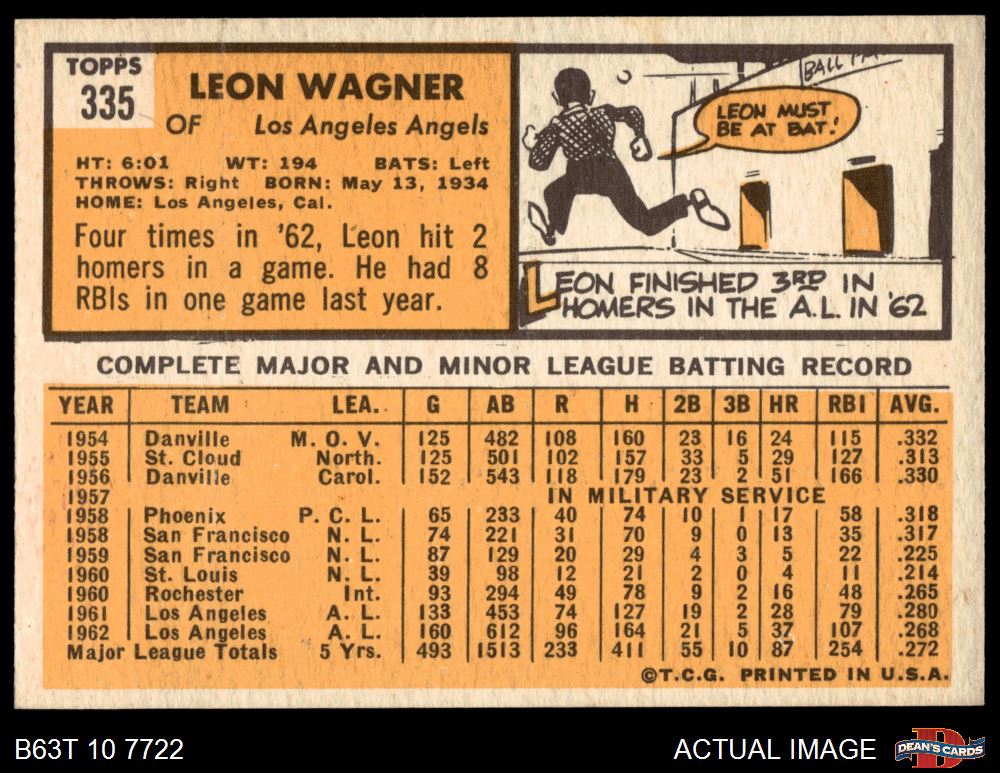 TOPPS
335
LEON WAGNER
OF Los Angeles Angels
HT: 6:01 WT: 194 BATS: Left
THROWS: Right BORN: May 13, 1934
HOME: Los Angeles, Cal.
Four times in '62, Leon hit 2
homers in a game. He had 8
RBIs in one game last year.
BALL
LEON MUST
BE AT BAT!
LEON FINISHED 3RD IN
HOMERS IN THE A.L. IN '62
COMPLETE MAJOR AND MINOR LEAGUE BATTING RECORD
YEAR TEAM LEA. G AB R H 2B 3B HR RBI AVG.
1954 Danville M. O. V. 125 482 108 160 23 16 24 115 .332
1955 St. Cloud North. 125 501 102 157 33 5 29 127 .313
1956 Danville Carol. 152 543 118 179 23 2 51 166 .330
1957 IN MILITARY SERVICE
1958 Phoenix P. C. L. 65 233 40 74 10 1 17 58 .318
1958 San Francisco N. L. 74 221 31 70 9 0 13 35 .317
1959 San Francisco N. L. 87 129 20 29 4 3 5 22 .225
1960 St. Louis N. L. 39 98 12 21 2 0 4 11 .214
1960 Rochester Int. 93 294 49 78 9 2 16 48 .265
1961 Los Angeles A. L. 133 453 74 127 19 2 28 79 .280
1962 Los Angeles A. L. 160 612 96 164 21 5 37 107 .268
Major League Totals 5 Yrs. 493 1513 233 411 55 10 87 254 .272
©T.C.G. PRINTED IN U.S.A.
B63T 10 7722
ACTUAL IMAGE
D
DEAN'S CARDS